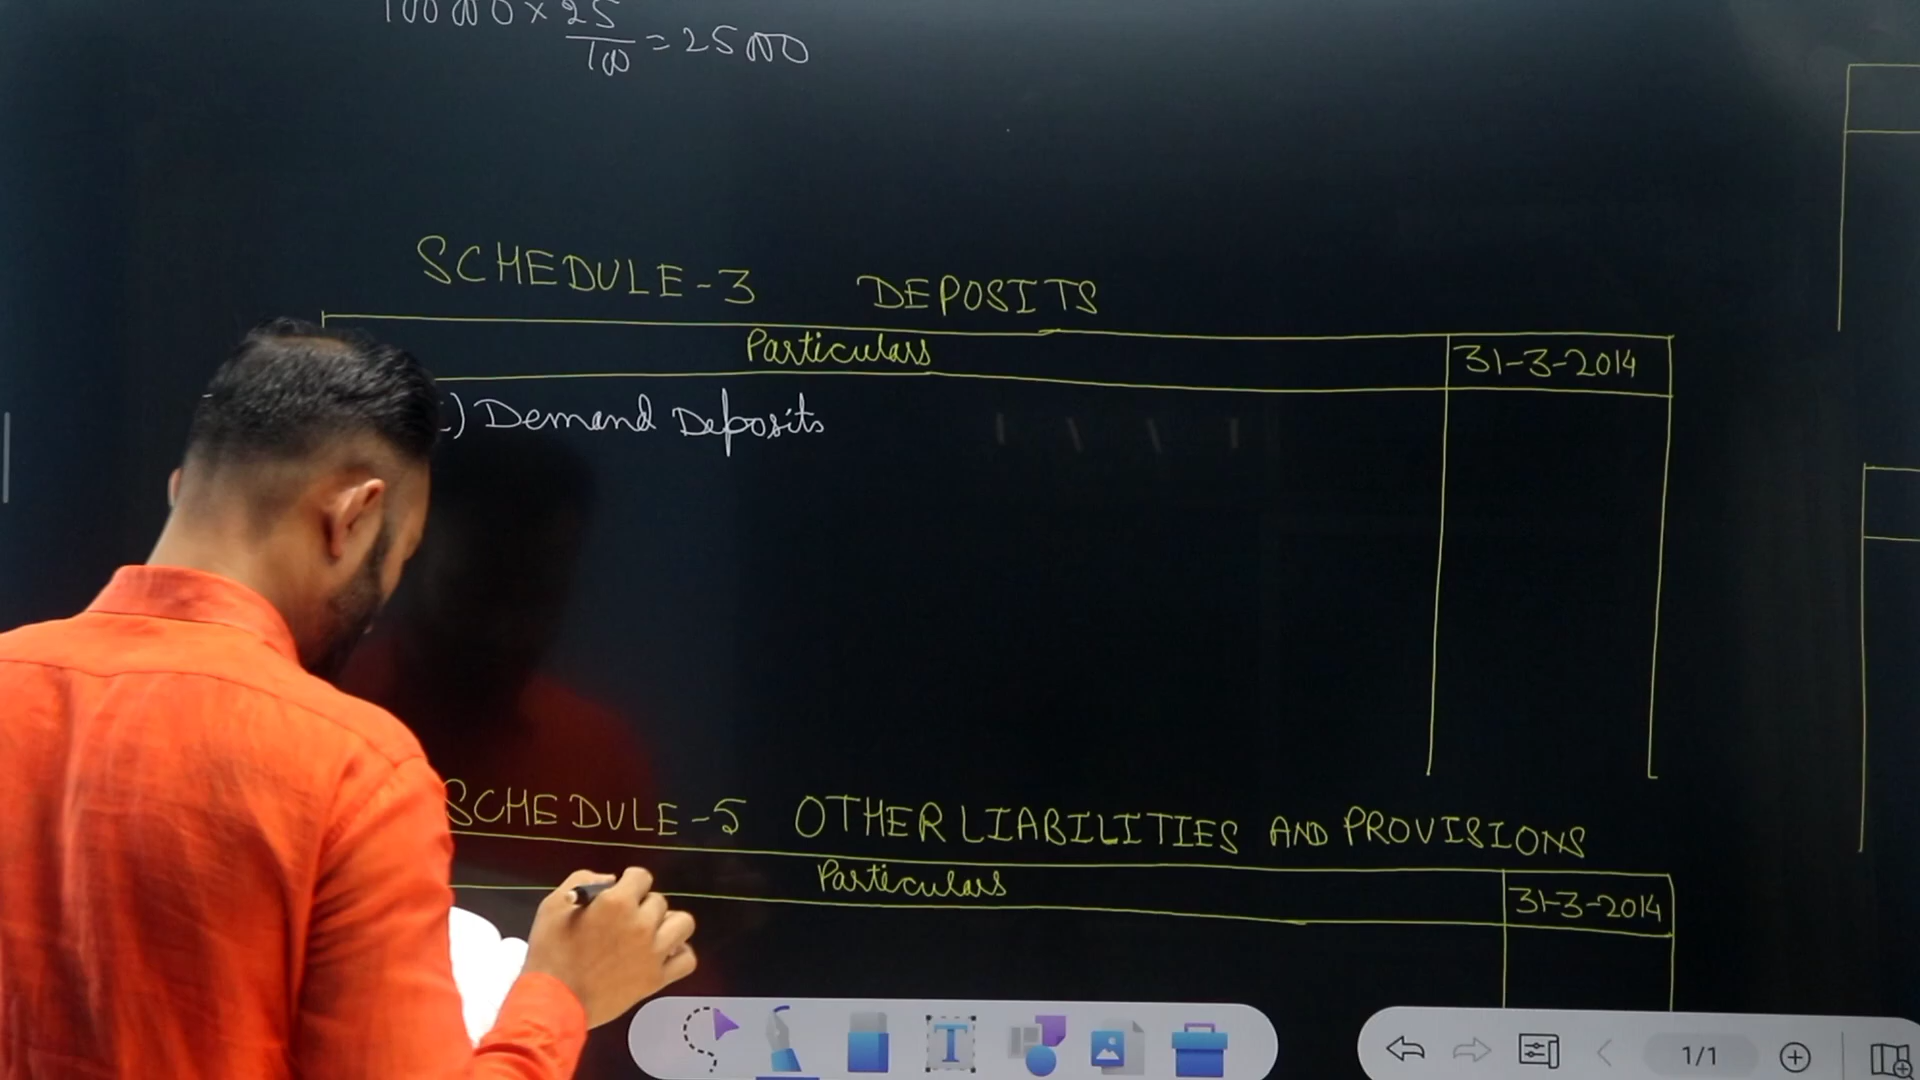 100000 × 25
100 = 25000
SCHEDULE-3 DEPOSITS
Particulars 31-3-2014
) Demand Deposits
SCHEDULE-5 OTHER LIABILITIES AND PROVISIONS
Particulars 31-3-2014
T
1/1